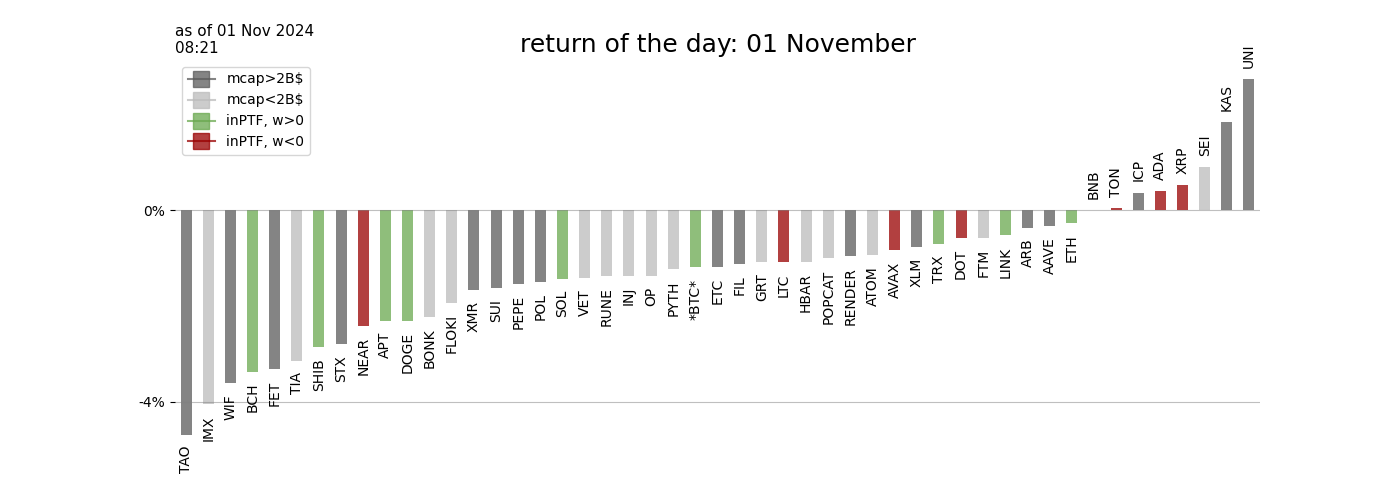 as of 01 Nov 2024
08:21
return of the day: 01 November
mcap>2B$
mcap<2B$
inPTF, w>0
inPTF, w<0
0%
-4%
TAO
IMX
WIF
BCH
FET
TIA
SHIB
STX
NEAR
APT
DOGE
BONK
FLOKI
XMR
SUI
PEPE
POL
SOL
VET
RUNE
INJ
OP
PYTH
*BTC*
ETC
FIL
GRT
LTC
HBAR
POPCAT
RENDER
ATOM
AVAX
XLM
TRX
DOT
FTM
LINK
ARB
AAVE
ETH
BNB
TON
ICP
ADA
XRP
SEI
KAS
UNI